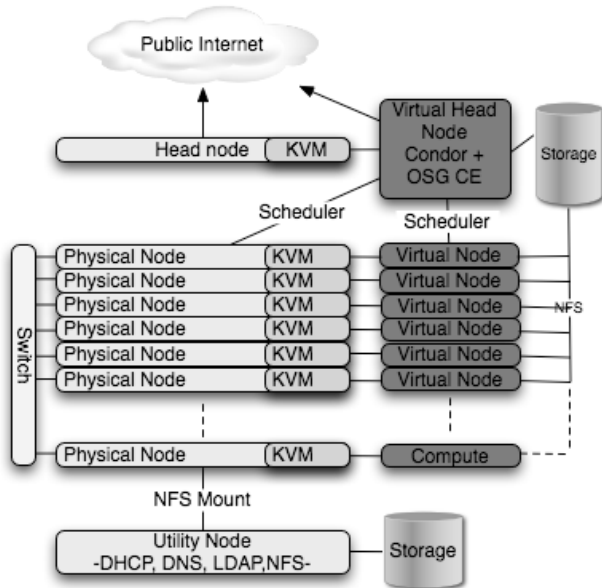 Public Internet
Head node
KVM
Virtual Head
Node
Condor +
OSG CE
Storage
Scheduler
Scheduler
Switch
Physical Node
KVM
Virtual Node
Physical Node
KVM
Virtual Node
Physical Node
KVM
Virtual Node
NFS
Physical Node
KVM
Virtual Node
Physical Node
KVM
Virtual Node
Physical Node
KVM
Virtual Node
Physical Node
KVM
Compute
NFS Mount
Utility Node
-DHCP, DNS, LDAP,NFS-
Storage